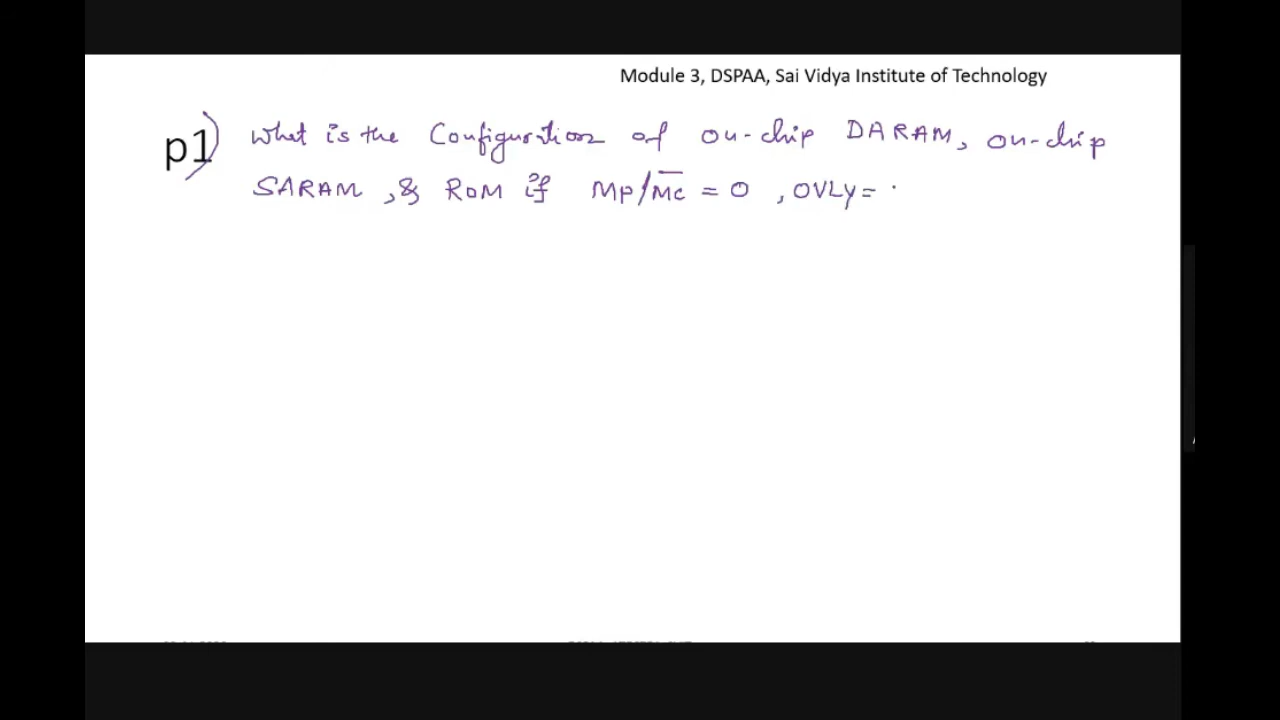 Module 3, DSPAA, Sai Vidya Institute of Technology
p1) What is the Configuration of on-chip DARAM, on-chip
SARAM, & ROM if MP/M̅C̅ = 0, OVLY=